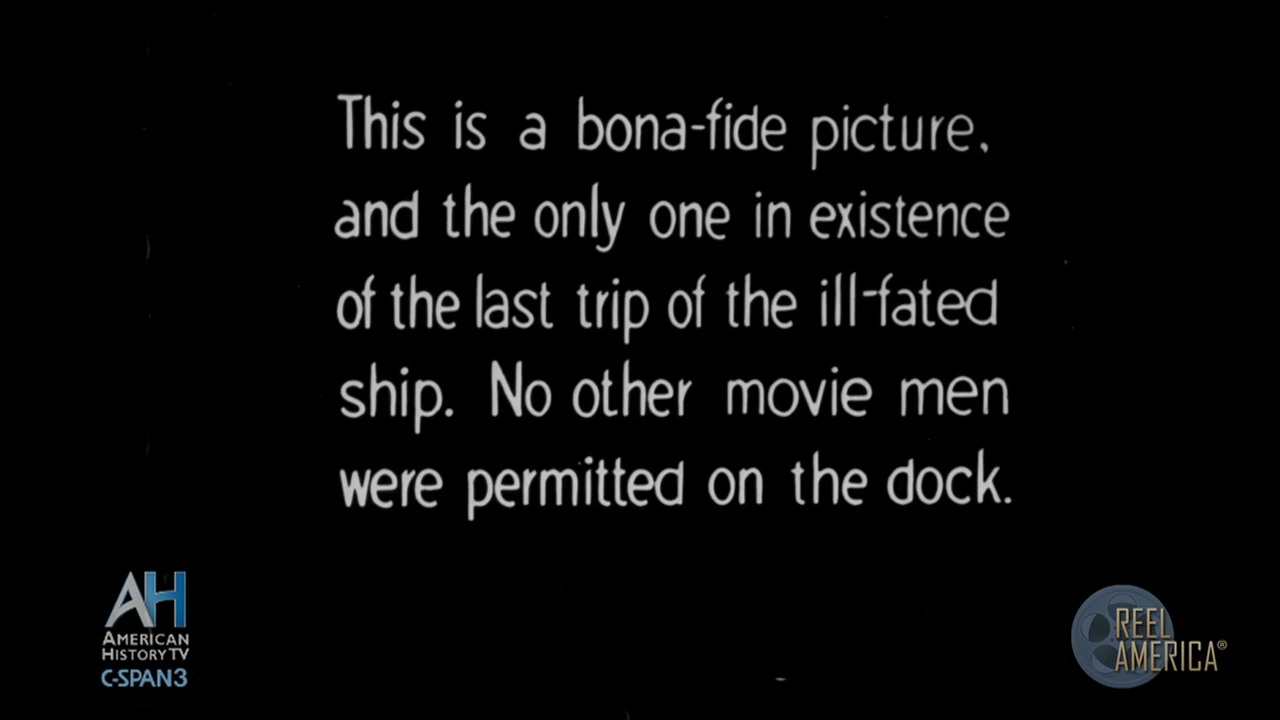 This is a bona-fide picture,
and the only one in existence
of the last trip of the ill-fated
ship. No other movie men
were permitted on the dock.
AH
AMERICAN
HISTORY TV
C-SPAN3
REEL
AMERICA®